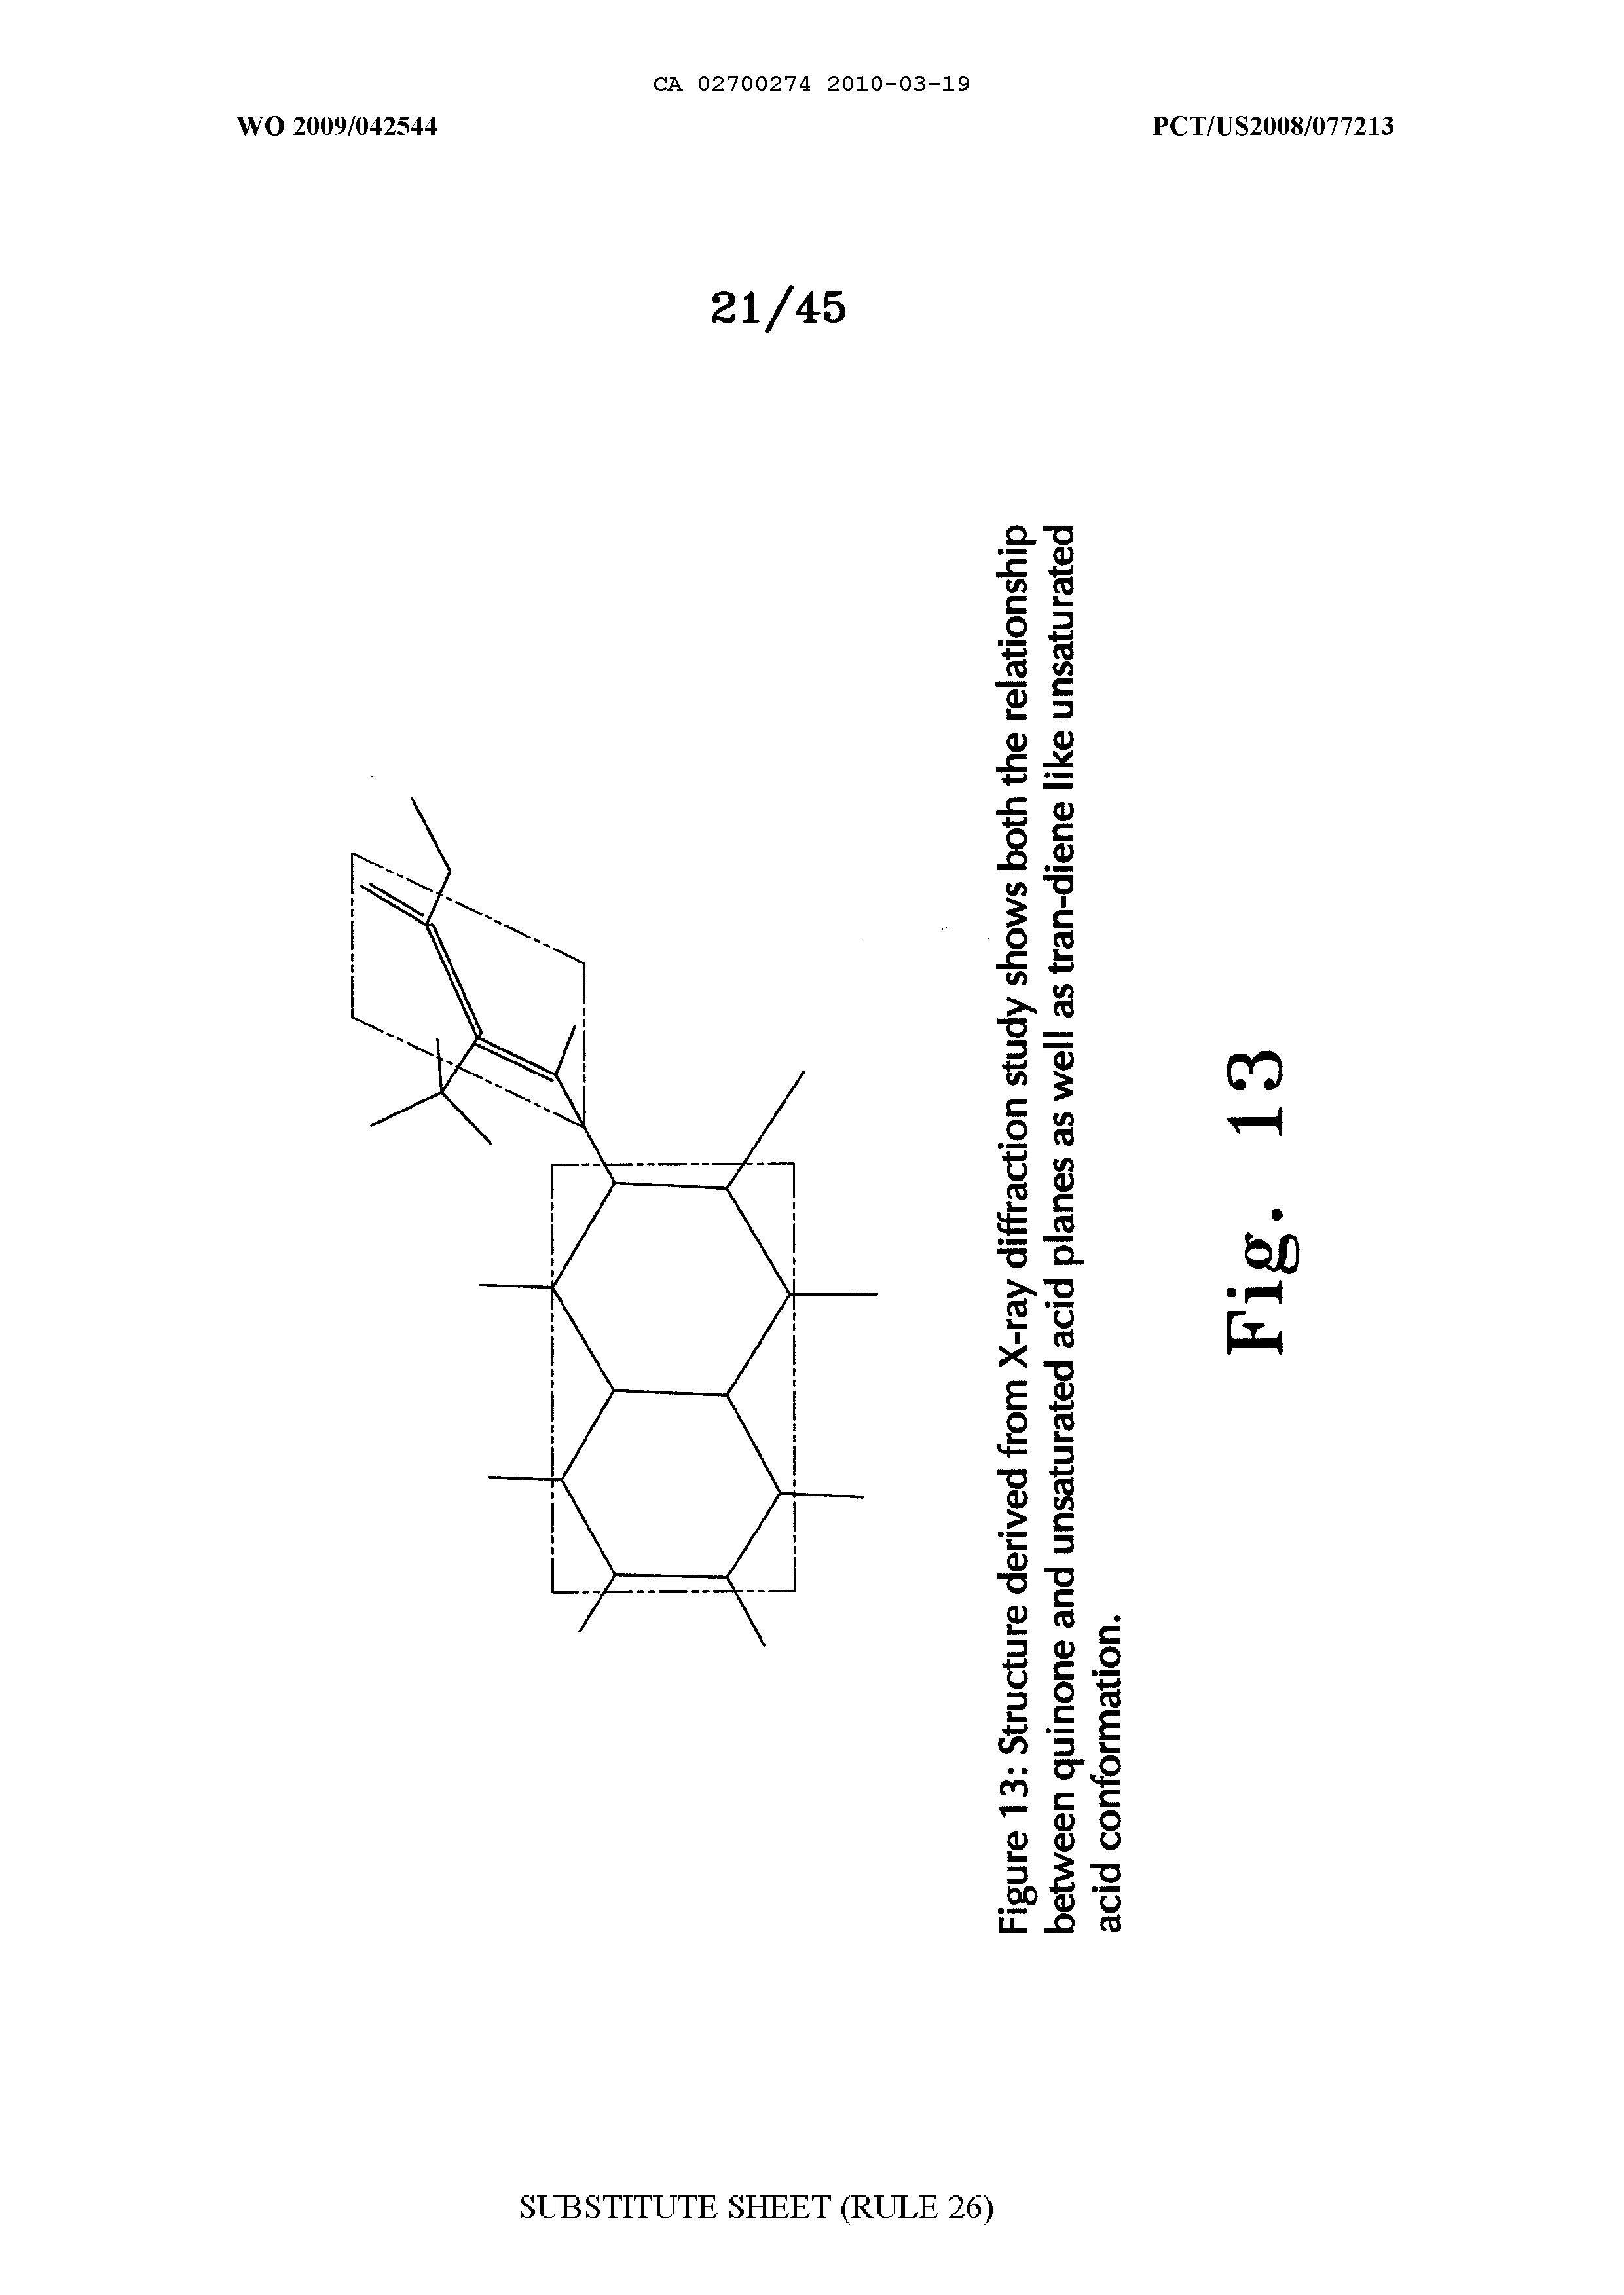 CA 02700274 2010-03-19
WO 2009/042544
PCT/US2008/077213
21/45
Figure 13: Structure derived from X-ray diffraction study shows both the relationship
between quinone and unsaturated acid planes as well as tran-diene like unsaturated
acid conformation.
Fig. 13
SUBSTITUTE SHEET (RULE 26)